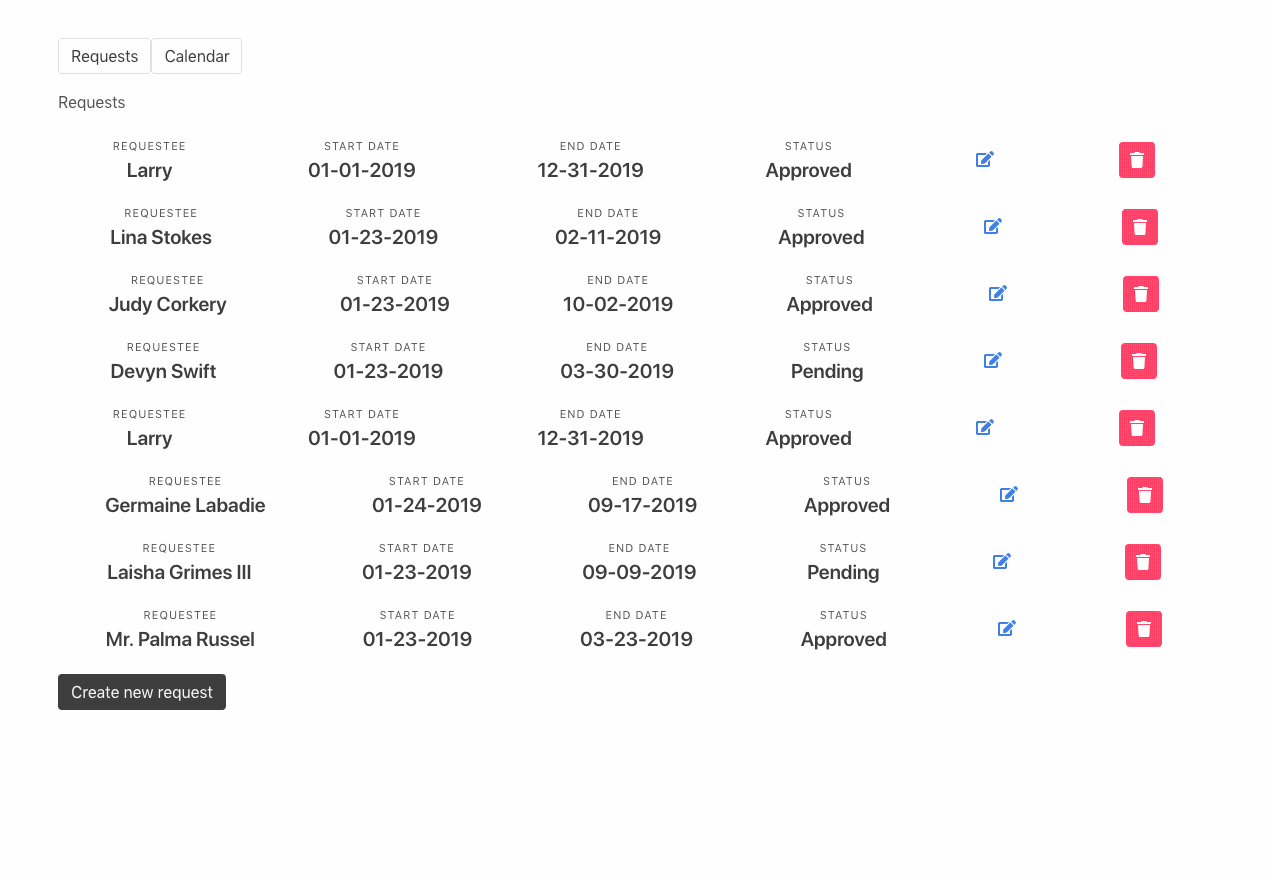 Requests Calendar
Requests
REQUESTEE START DATE END DATE STATUS
Larry 01-01-2019 12-31-2019 Approved
REQUESTEE START DATE END DATE STATUS
Lina Stokes 01-23-2019 02-11-2019 Approved
REQUESTEE START DATE END DATE STATUS
Judy Corkery 01-23-2019 10-02-2019 Approved
REQUESTEE START DATE END DATE STATUS
Devyn Swift 01-23-2019 03-30-2019 Pending
REQUESTEE START DATE END DATE STATUS
Larry 01-01-2019 12-31-2019 Approved
REQUESTEE START DATE END DATE STATUS
Germaine Labadie 01-24-2019 09-17-2019 Approved
REQUESTEE START DATE END DATE STATUS
Laisha Grimes III 01-23-2019 09-09-2019 Pending
REQUESTEE START DATE END DATE STATUS
Mr. Palma Russel 01-23-2019 03-23-2019 Approved
Create new request